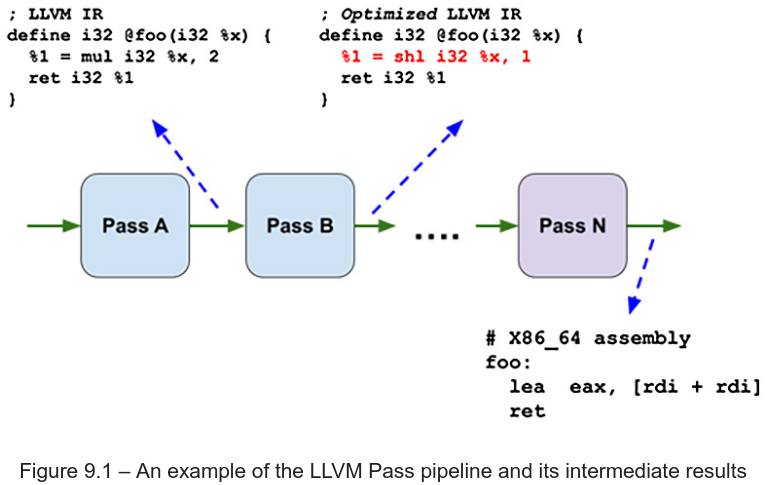 ; LLVM IR
define i32 @foo(i32 %x) {
  %1 = mul i32 %x, 2
  ret i32 %1
}
; Optimized LLVM IR
define i32 @foo(i32 %x) {
  %1 = shl i32 %x, 1
  ret i32 %1
}
Pass A
Pass B
....
Pass N
# X86_64 assembly
foo:
  lea  eax, [rdi + rdi]
  ret
Figure 9.1 – An example of the LLVM Pass pipeline and its intermediate results